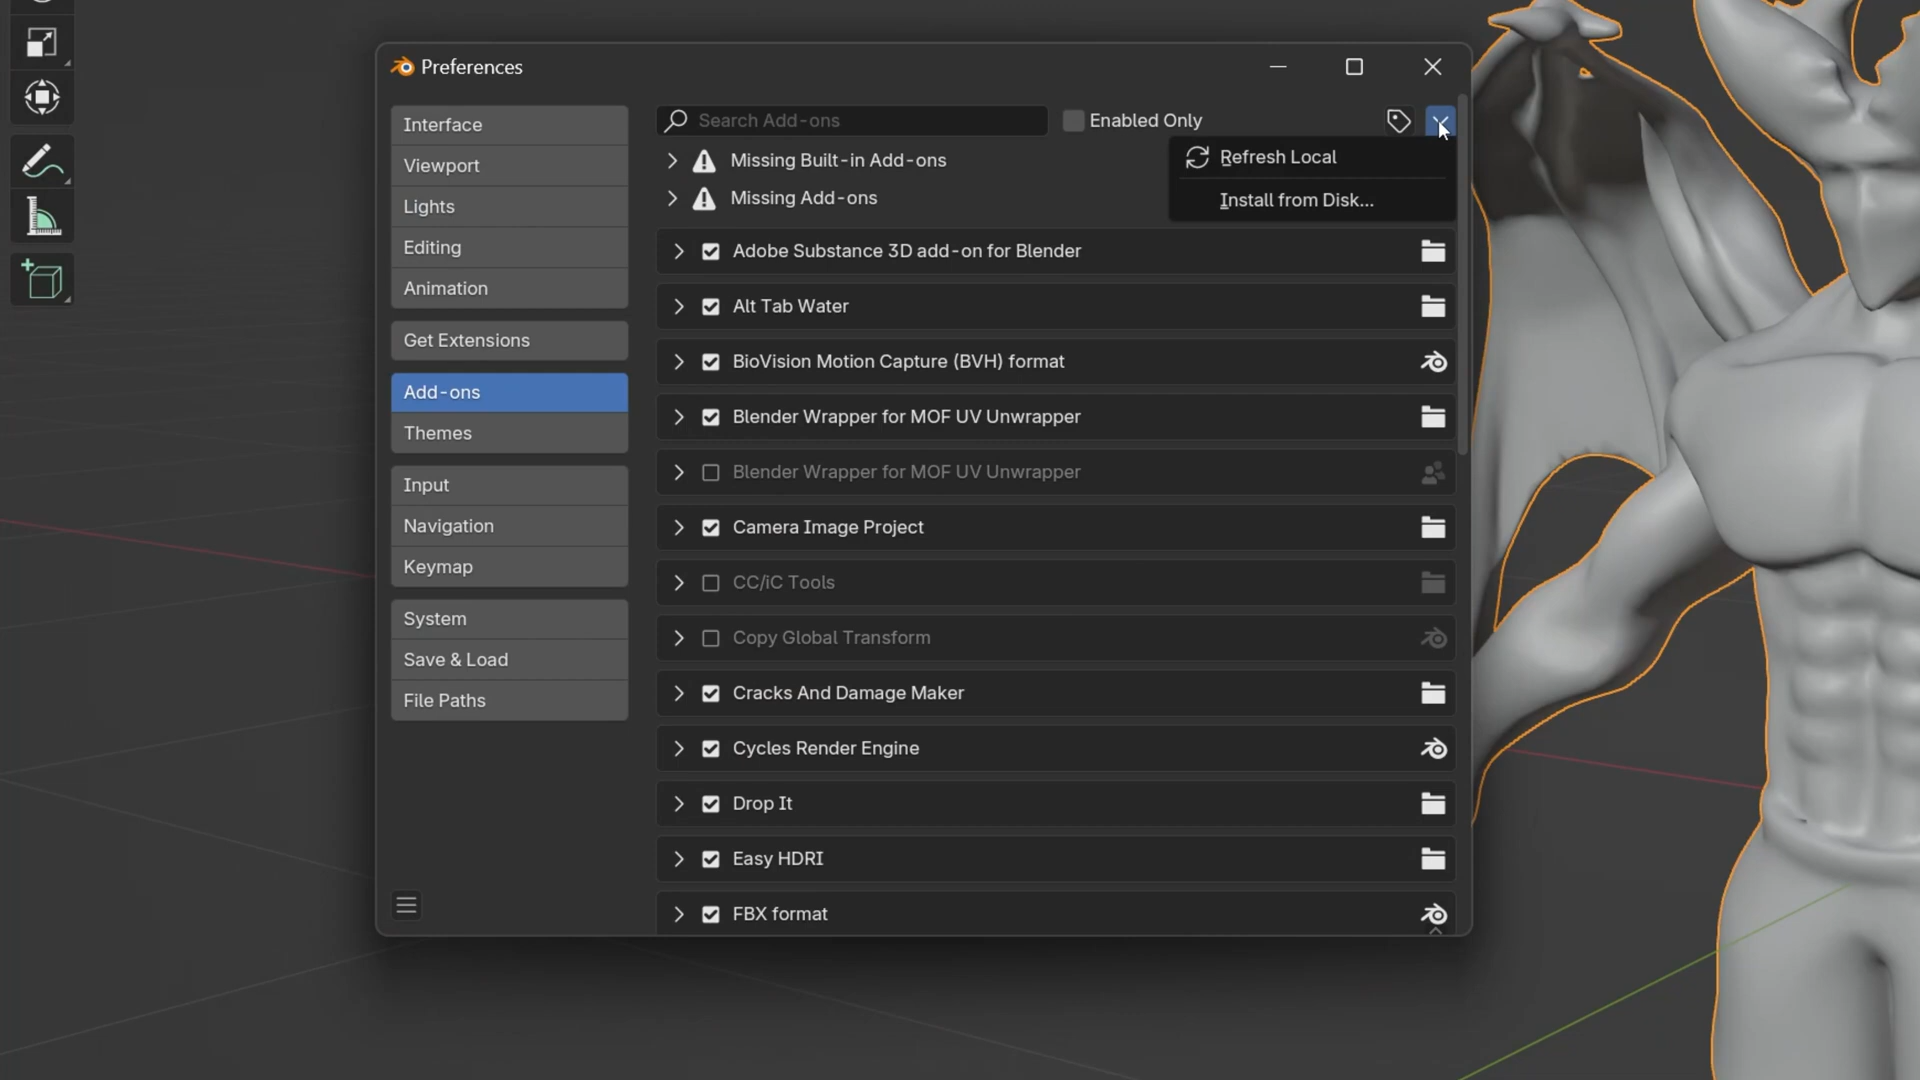 Preferences
Interface
Viewport
Lights
Editing
Animation
Get Extensions
Add-ons
Themes
Input
Navigation
Keymap
System
Save & Load
File Paths
Search Add-ons
Enabled Only
Refresh Local
Install from Disk...
Missing Built-in Add-ons
Missing Add-ons
Adobe Substance 3D add-on for Blender
Alt Tab Water
BioVision Motion Capture (BVH) format
Blender Wrapper for MOF UV Unwrapper
Blender Wrapper for MOF UV Unwrapper
Camera Image Project
CC/iC Tools
Copy Global Transform
Cracks And Damage Maker
Cycles Render Engine
Drop It
Easy HDRI
FBX format